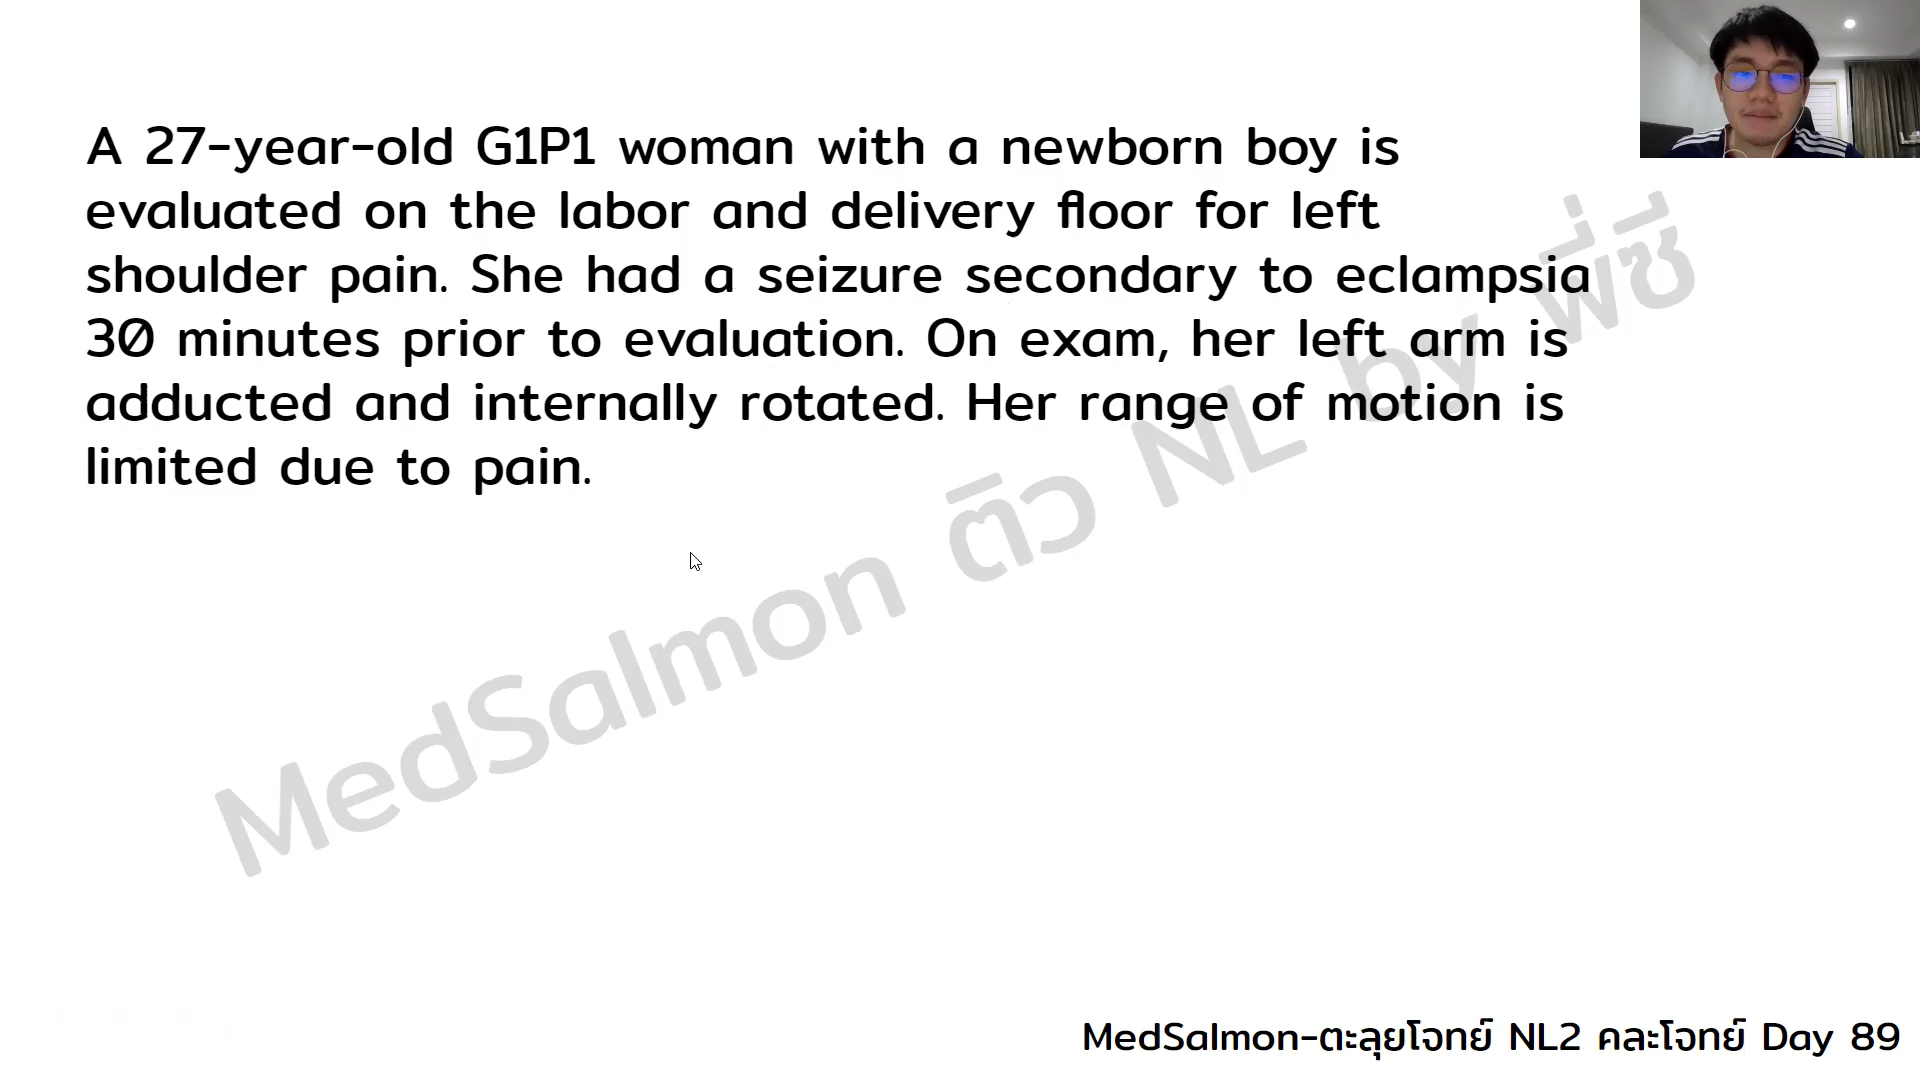 A 27-year-old G1P1 woman with a newborn boy is
evaluated on the labor and delivery floor for left
shoulder pain. She had a seizure secondary to eclampsia
30 minutes prior to evaluation. On exam, her left arm is
adducted and internally rotated. Her range of motion is
limited due to pain.
MedSalmon ติว NL by พี่ซี
MedSalmon-ตะลุยโจทย์ NL2 คละโจทย์ Day 89